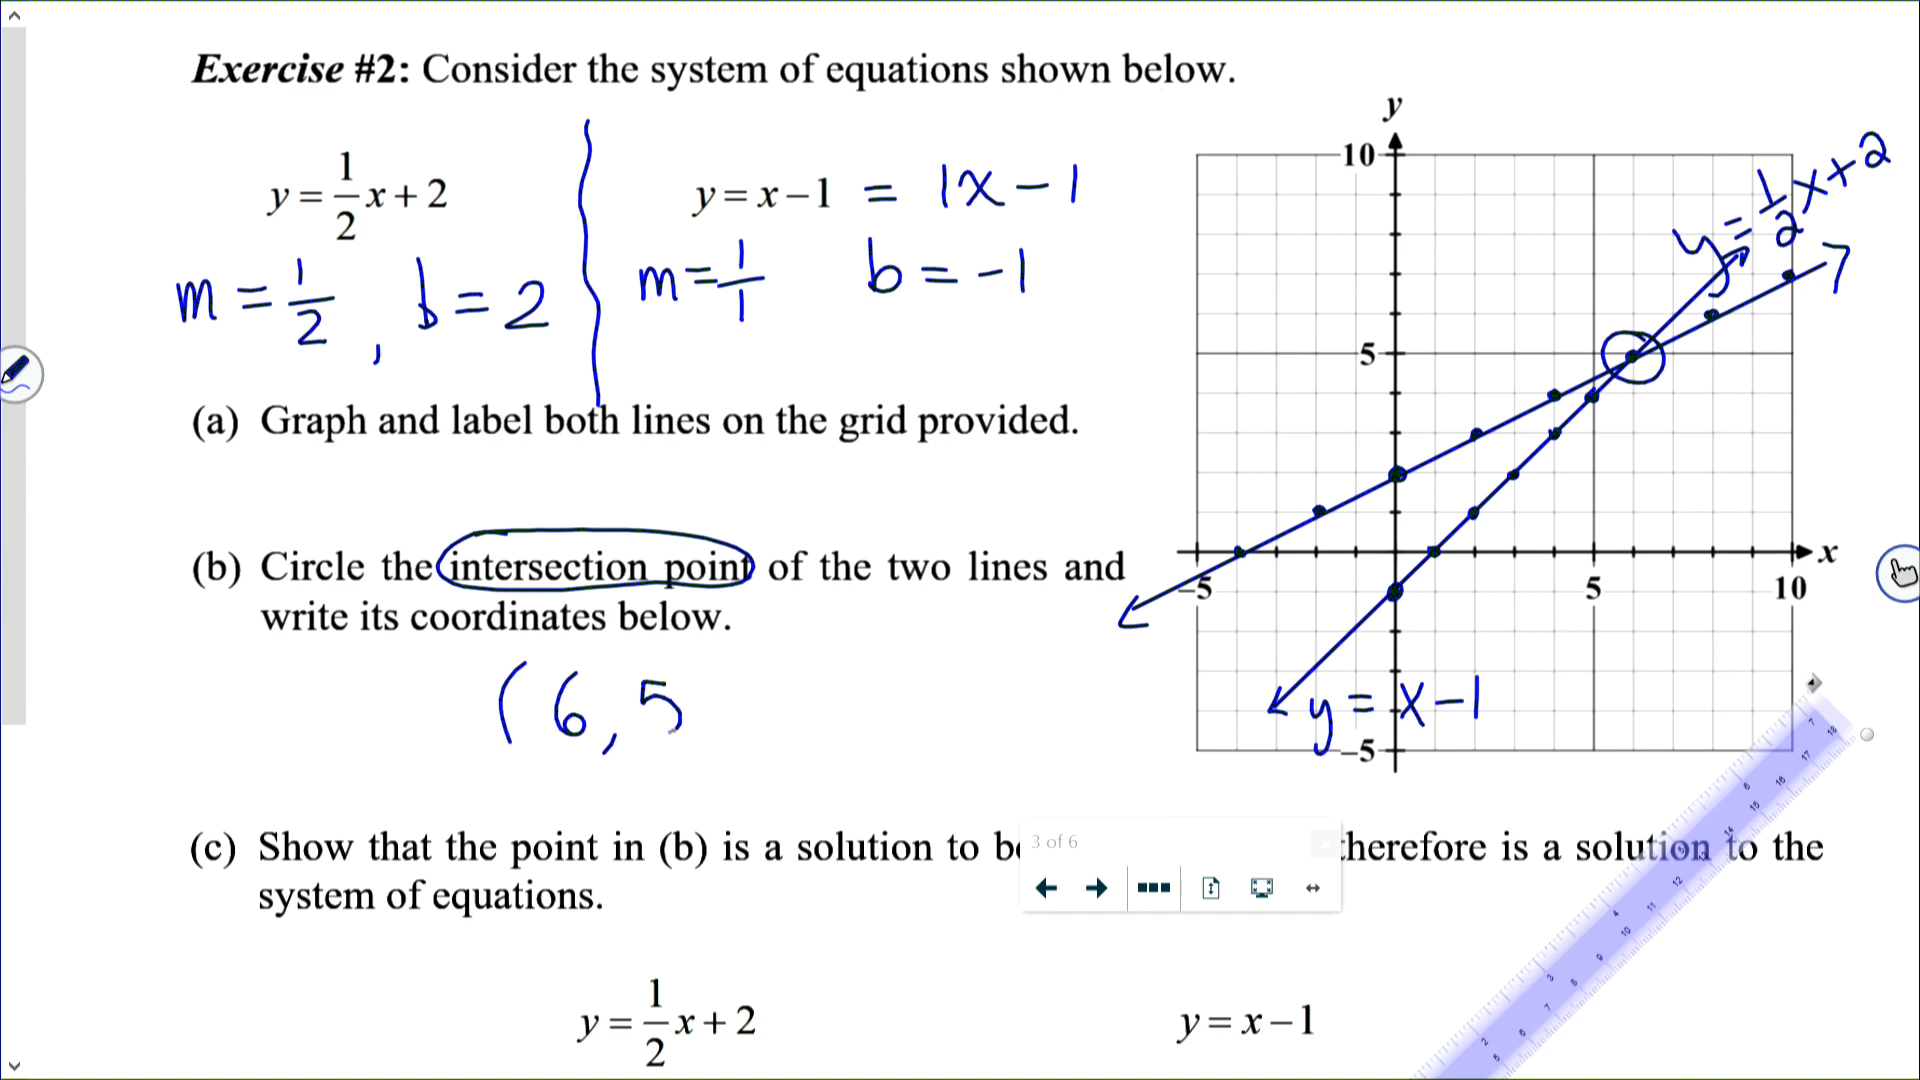 Exercise #2: Consider the system of equations shown below.
y = 1/2 x + 2
y = x − 1 = 1x − 1
m = 1/2 , b = 2
m = 1/1 b = −1
(a) Graph and label both lines on the grid provided.
(b) Circle the intersection point of the two lines and
write its coordinates below.
(6, 5
y
10
5
−5
5
10
x
−5
y = 1/2 x + 2
y = x − 1
(c) Show that the point in (b) is a solution to
therefore is a solution to the
system of equations.
3 of 6
y = 1/2 x + 2
y = x − 1